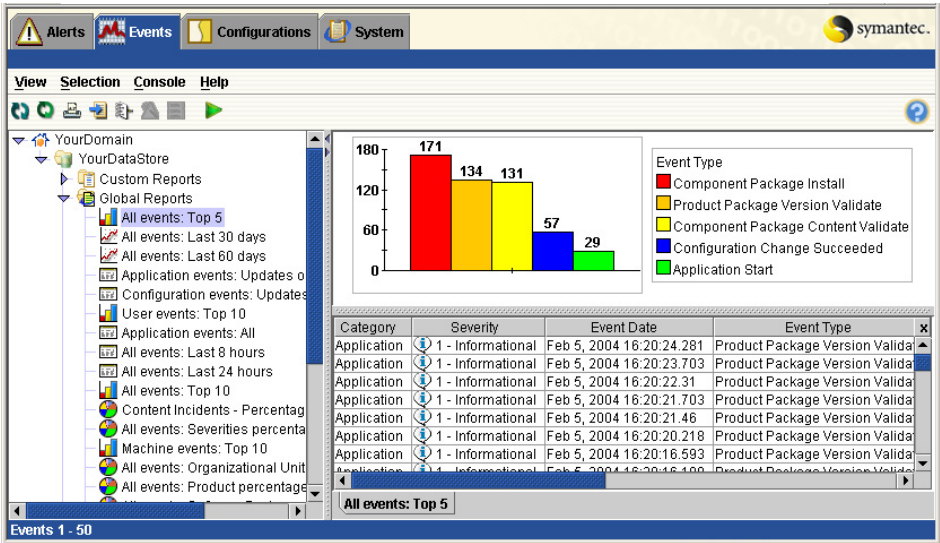 Alerts Events Configurations System symantec.
View Selection Console Help
YourDomain
YourDataStore
Custom Reports
Global Reports
All events: Top 5
All events: Last 30 days
All events: Last 60 days
Application events: Updates o
Configuration events: Updates
User events: Top 10
Application events: All
All events: Last 8 hours
All events: Last 24 hours
All events: Top 10
Content Incidents - Percentag
All events: Severities percenta
Machine events: Top 10
All events: Organizational Unit
All events: Product percentage
180
120
60
0
171
134
131
57
29
Event Type
Component Package Install
Product Package Version Validate
Component Package Content Validate
Configuration Change Succeeded
Application Start
Category Severity Event Date Event Type x
Application 1 - Informational Feb 5, 2004 16:20:24.281 Product Package Version Valida
Application 1 - Informational Feb 5, 2004 16:20:23.703 Product Package Version Valida
Application 1 - Informational Feb 5, 2004 16:20:22.31 Product Package Version Valida
Application 1 - Informational Feb 5, 2004 16:20:21.703 Product Package Version Valida
Application 1 - Informational Feb 5, 2004 16:20:21.46 Product Package Version Valida
Application 1 - Informational Feb 5, 2004 16:20:20.218 Product Package Version Valida
Application 1 - Informational Feb 5, 2004 16:20:16.593 Product Package Version Valida
All events: Top 5
Events 1 - 50